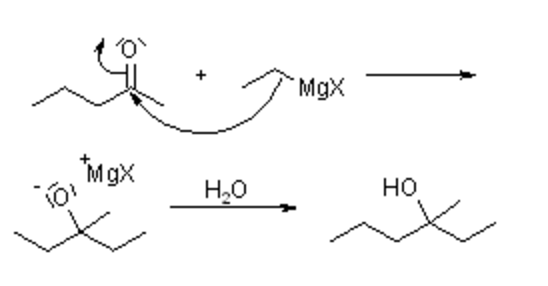 O
+ MgX
- O +MgX
H₂O
HO